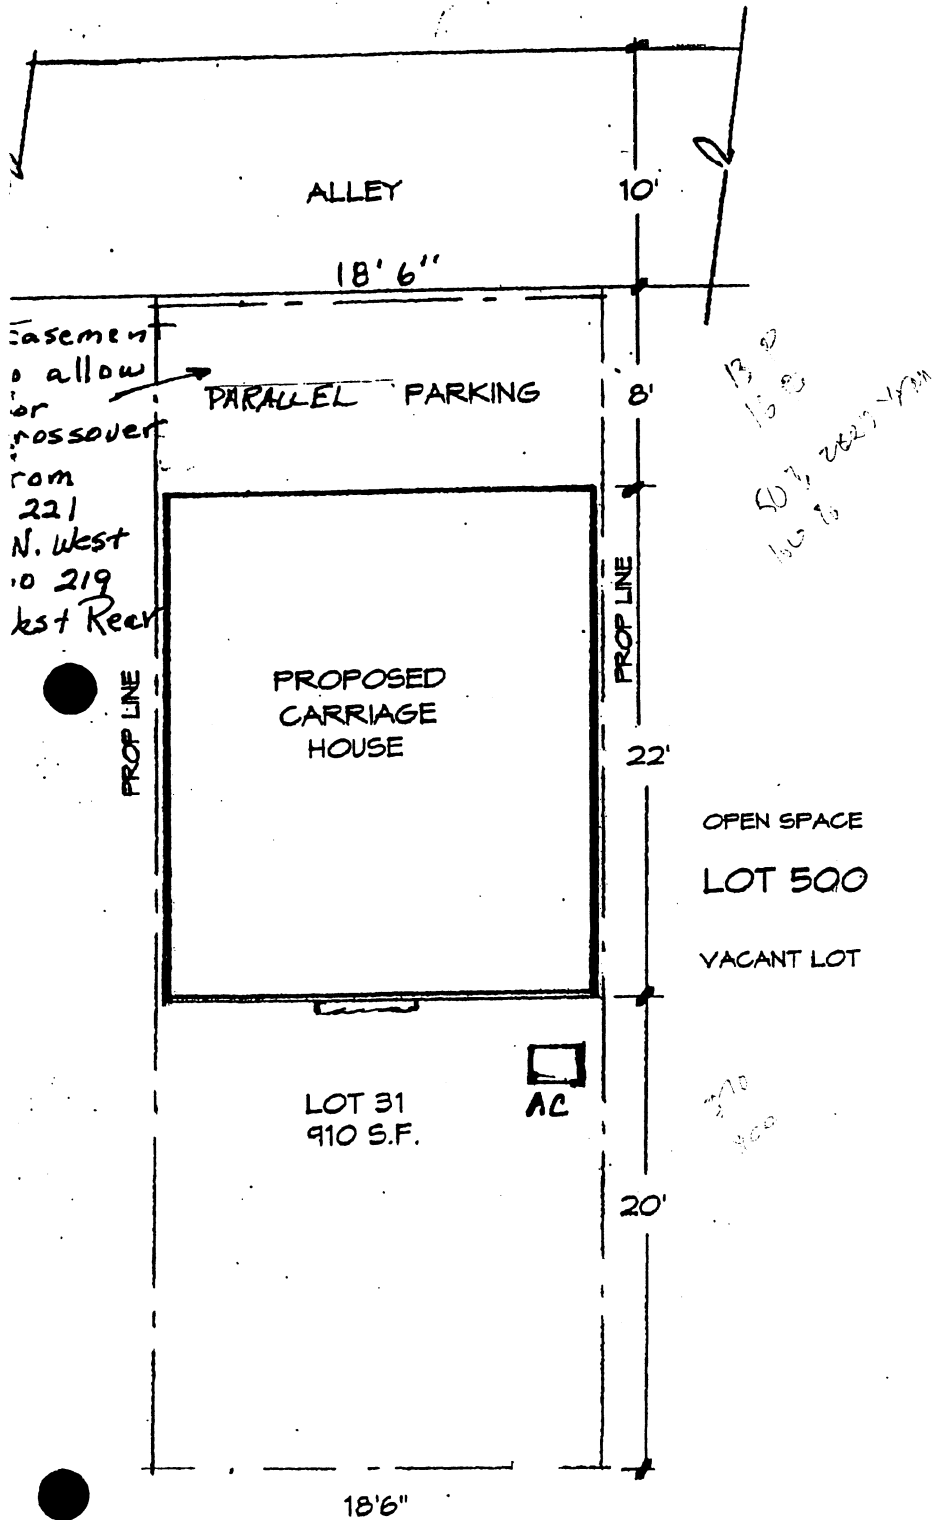 ALLEY
10'
18' 6"
Easemen
o allow
or
rossover
rom
221
N. West
o 219
est Rear
PARALLEL PARKING
8'
PROP LINE
PROP LINE
PROPOSED
CARRIAGE
HOUSE
22'
OPEN SPACE
LOT 500
VACANT LOT
AC
LOT 31
910 S.F.
20'
18'6"